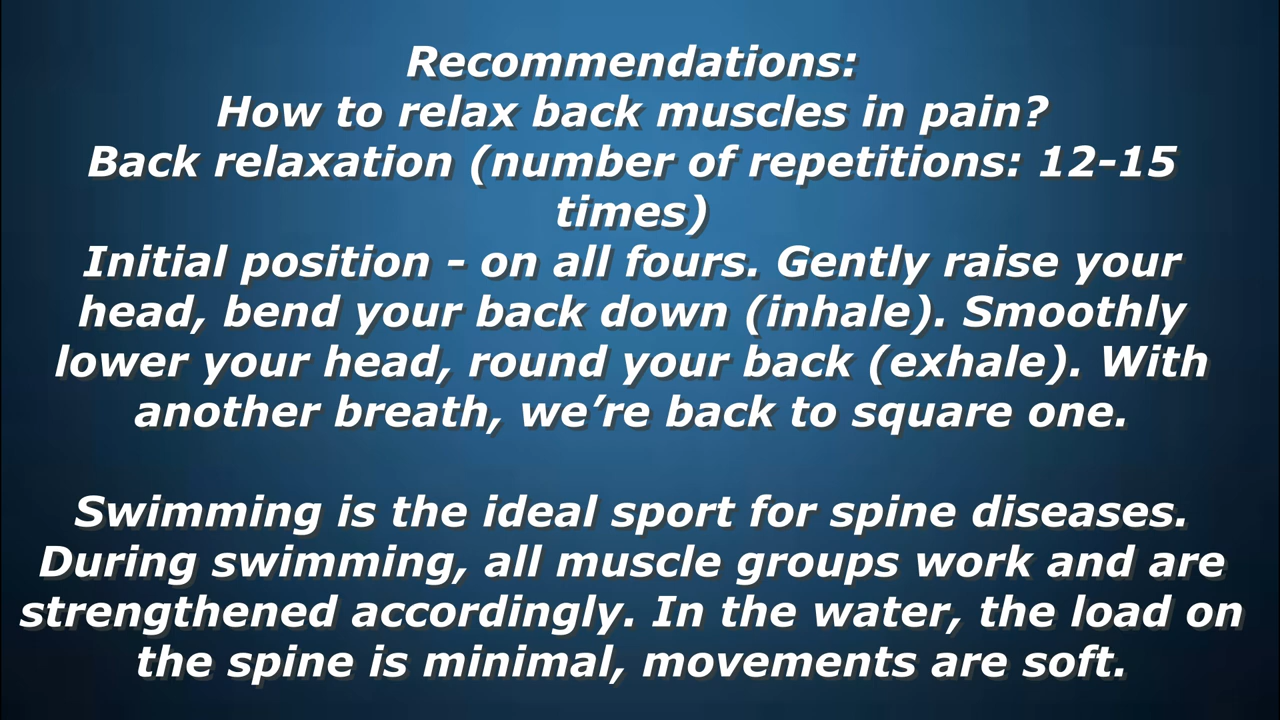 Recommendations:
How to relax back muscles in pain?
Back relaxation (number of repetitions: 12-15
times)
Initial position - on all fours. Gently raise your
head, bend your back down (inhale). Smoothly
lower your head, round your back (exhale). With
another breath, we’re back to square one.
Swimming is the ideal sport for spine diseases.
During swimming, all muscle groups work and are
strengthened accordingly. In the water, the load on
the spine is minimal, movements are soft.